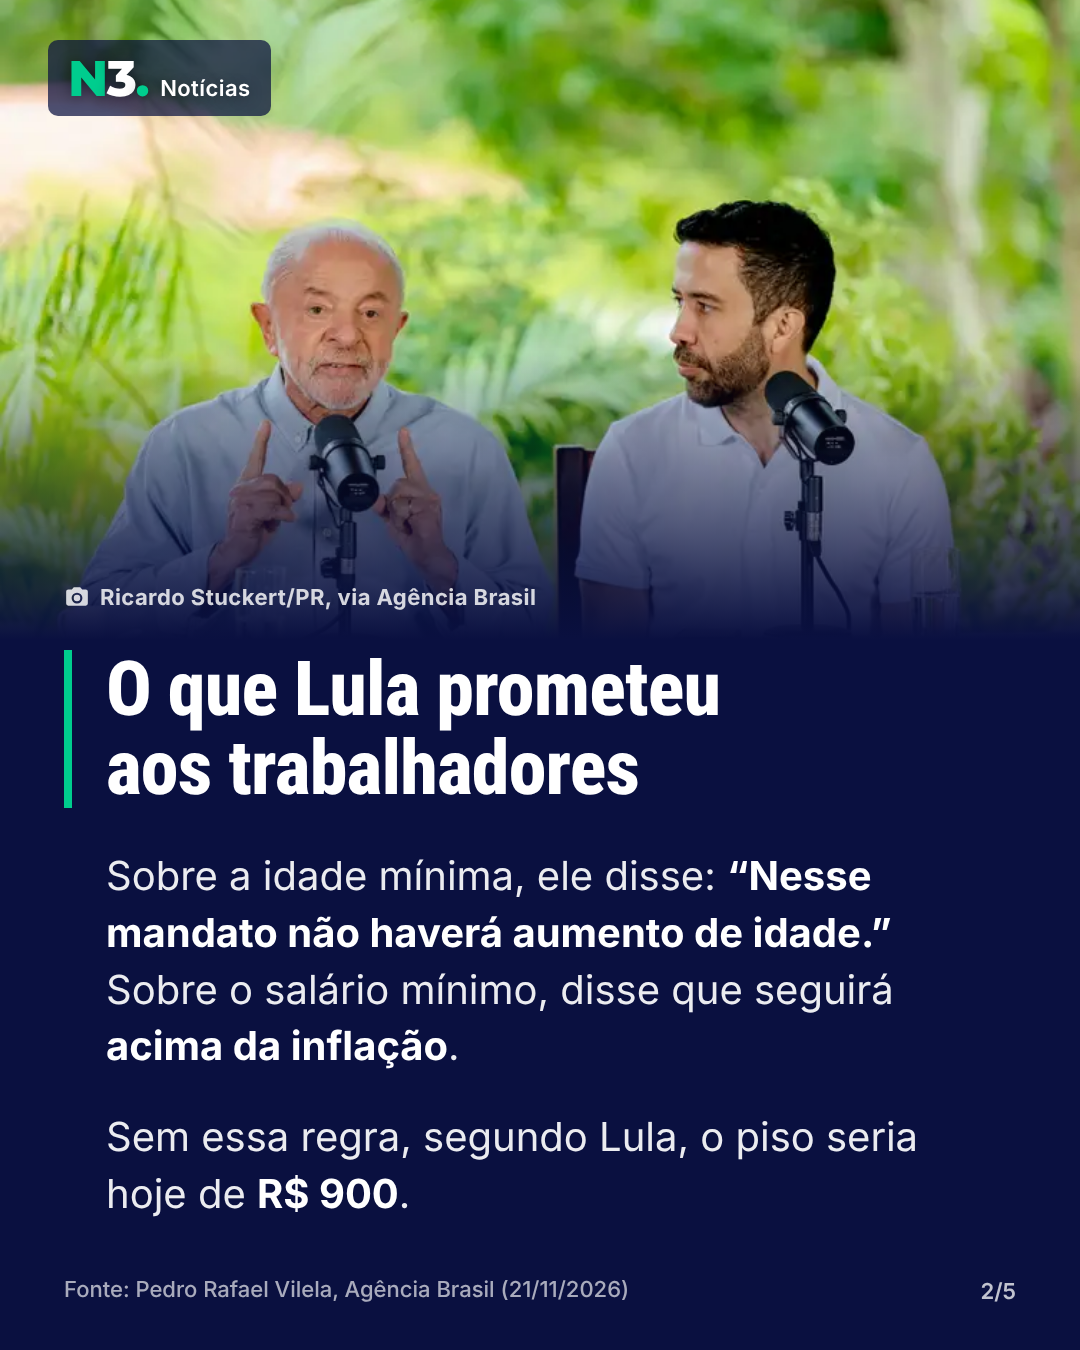 N3. Notícias
Ricardo Stuckert/PR, via Agência Brasil
O que Lula prometeu
aos trabalhadores
Sobre a idade mínima, ele disse: “Nesse
mandato não haverá aumento de idade.”
Sobre o salário mínimo, disse que seguirá
acima da inflação.
Sem essa regra, segundo Lula, o piso seria
hoje de R$ 900.
Fonte: Pedro Rafael Vilela, Agência Brasil (21/11/2026)
2/5